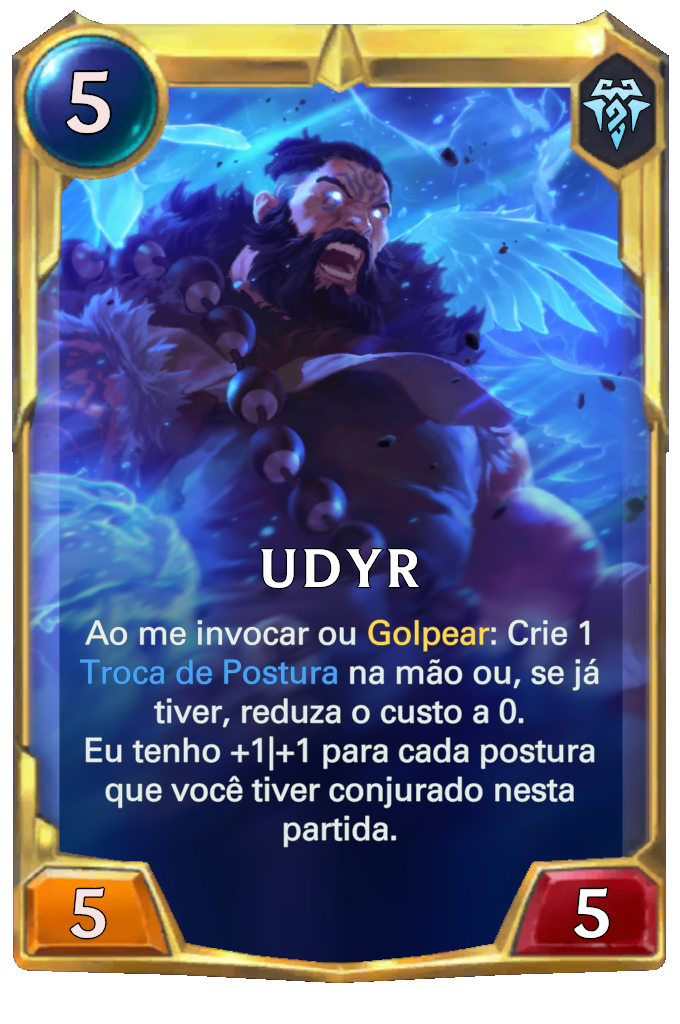 5
UDYR
Ao me invocar ou Golpear: Crie 1
Troca de Postura na mão ou, se já
tiver, reduza o custo a 0.
Eu tenho +1|+1 para cada postura
que você tiver conjurado nesta
partida.
5
5